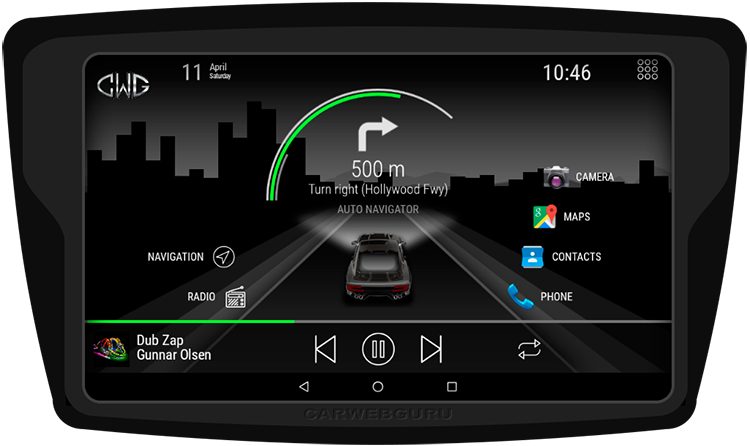 CWG
11
April
Saturday
10:46
500 m
Turn right (Hollywood Fwy)
AUTO NAVIGATOR
CAMERA
MAPS
CONTACTS
PHONE
NAVIGATION
RADIO
Dub Zap
Gunnar Olsen
CARWEBGURU